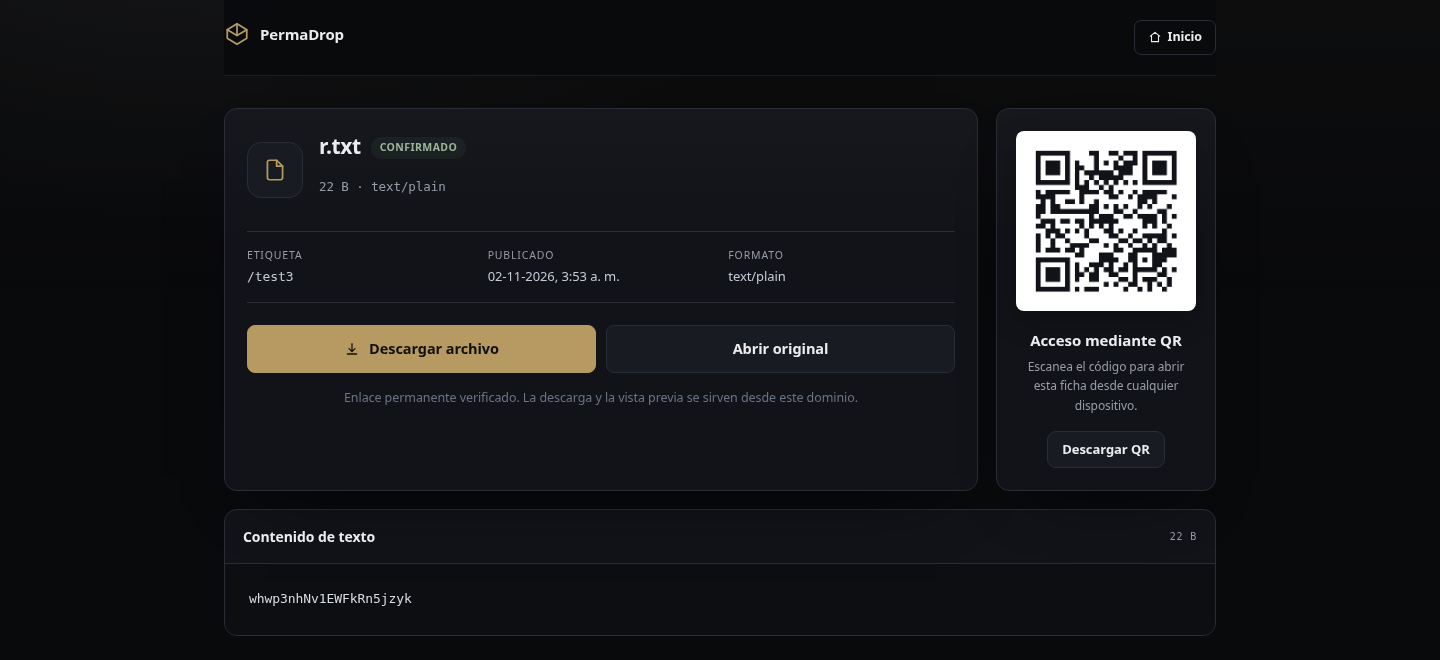 PermaDrop
Inicio
r.txt
CONFIRMADO
22 B · text/plain
ETIQUETA
/test3
PUBLICADO
02-11-2026, 3:53 a. m.
FORMATO
text/plain
Descargar archivo
Abrir original
Enlace permanente verificado. La descarga y la vista previa se sirven desde este dominio.
Acceso mediante QR
Escanea el código para abrir
esta ficha desde cualquier
dispositivo.
Descargar QR
Contenido de texto
22 B
whwp3nhNv1EWFkRn5jzyk